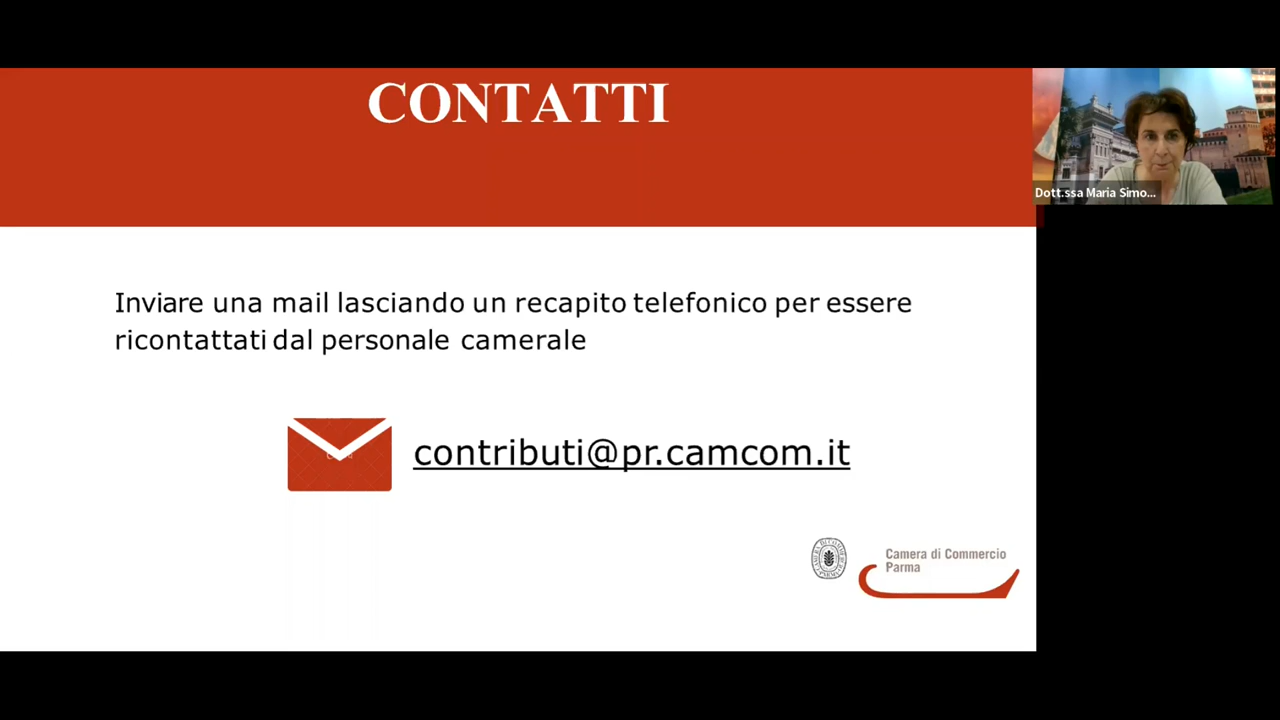 CONTATTI
Dott.ssa Maria Simo...
Inviare una mail lasciando un recapito telefonico per essere
ricontattati dal personale camerale
contributi@pr.camcom.it
Camera di Commercio
Parma